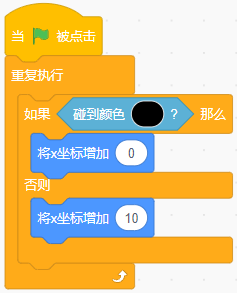 当 被点击
重复执行
如果 碰到颜色 ? 那么
将x坐标增加 0
否则
将x坐标增加 10